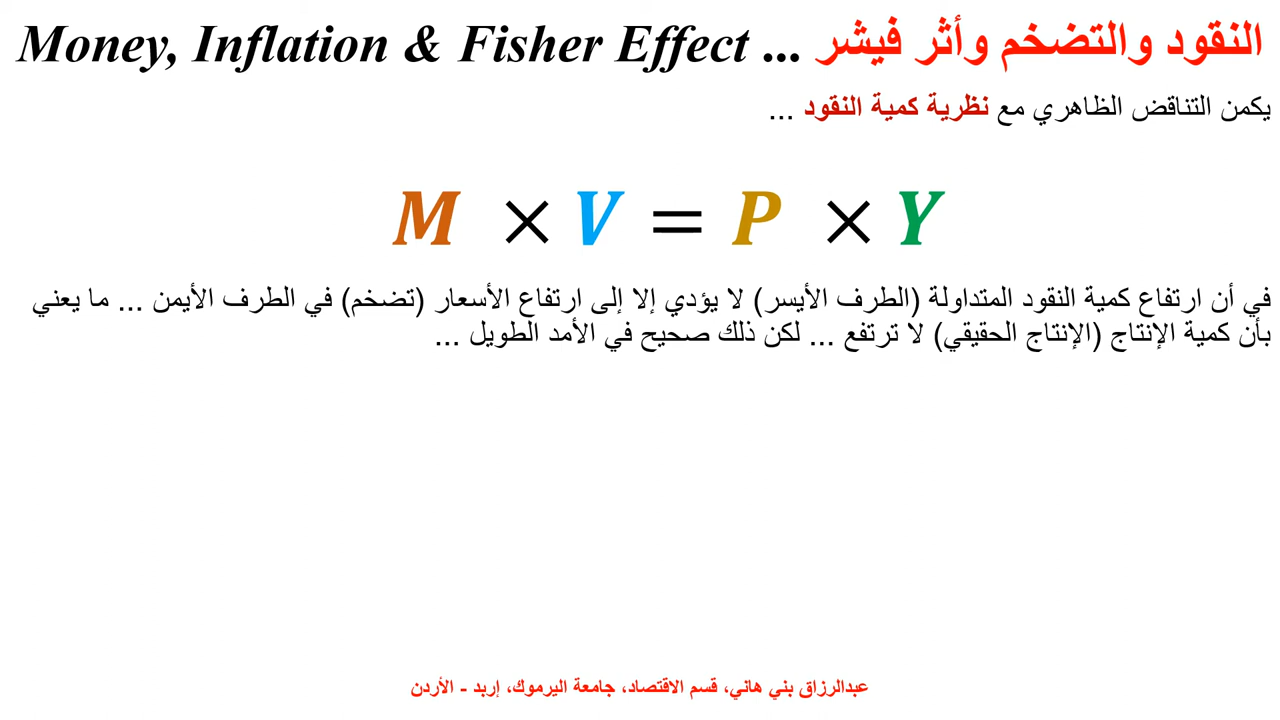 النقود والتضخم وأثر فيشر ... Money, Inflation & Fisher Effect
يكمن التناقض الظاهري مع نظرية كمية النقود ...
M × V = P × Y
في أن ارتفاع كمية النقود المتداولة (الطرف الأيسر) لا يؤدي إلا إلى ارتفاع الأسعار (تضخم) في الطرف الأيمن ... ما يعني
بأن كمية الإنتاج (الإنتاج الحقيقي) لا ترتفع ... لكن ذلك صحيح في الأمد الطويل ...
عبدالرزاق بني هاني، قسم الاقتصاد، جامعة اليرموك، إربد - الأردن